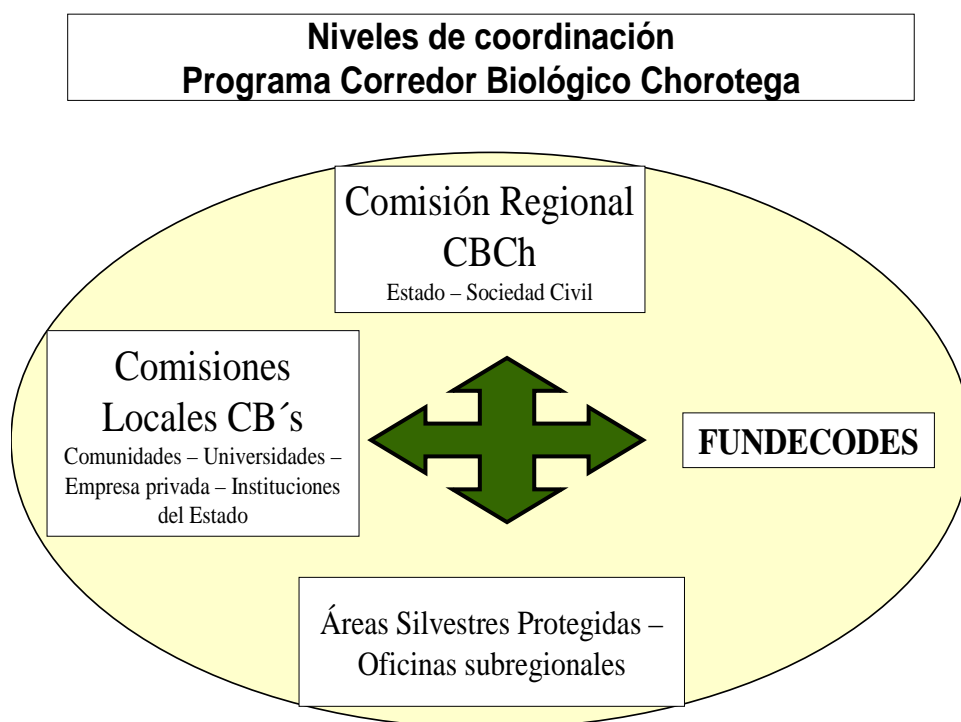 Niveles de coordinación
Programa Corredor Biológico Chorotega
Comisión Regional
CBCh
Estado – Sociedad Civil
Comisiones
Locales CB´s
Comunidades – Universidades –
Empresa privada – Instituciones
del Estado
FUNDECODES
Áreas Silvestres Protegidas –
Oficinas subregionales